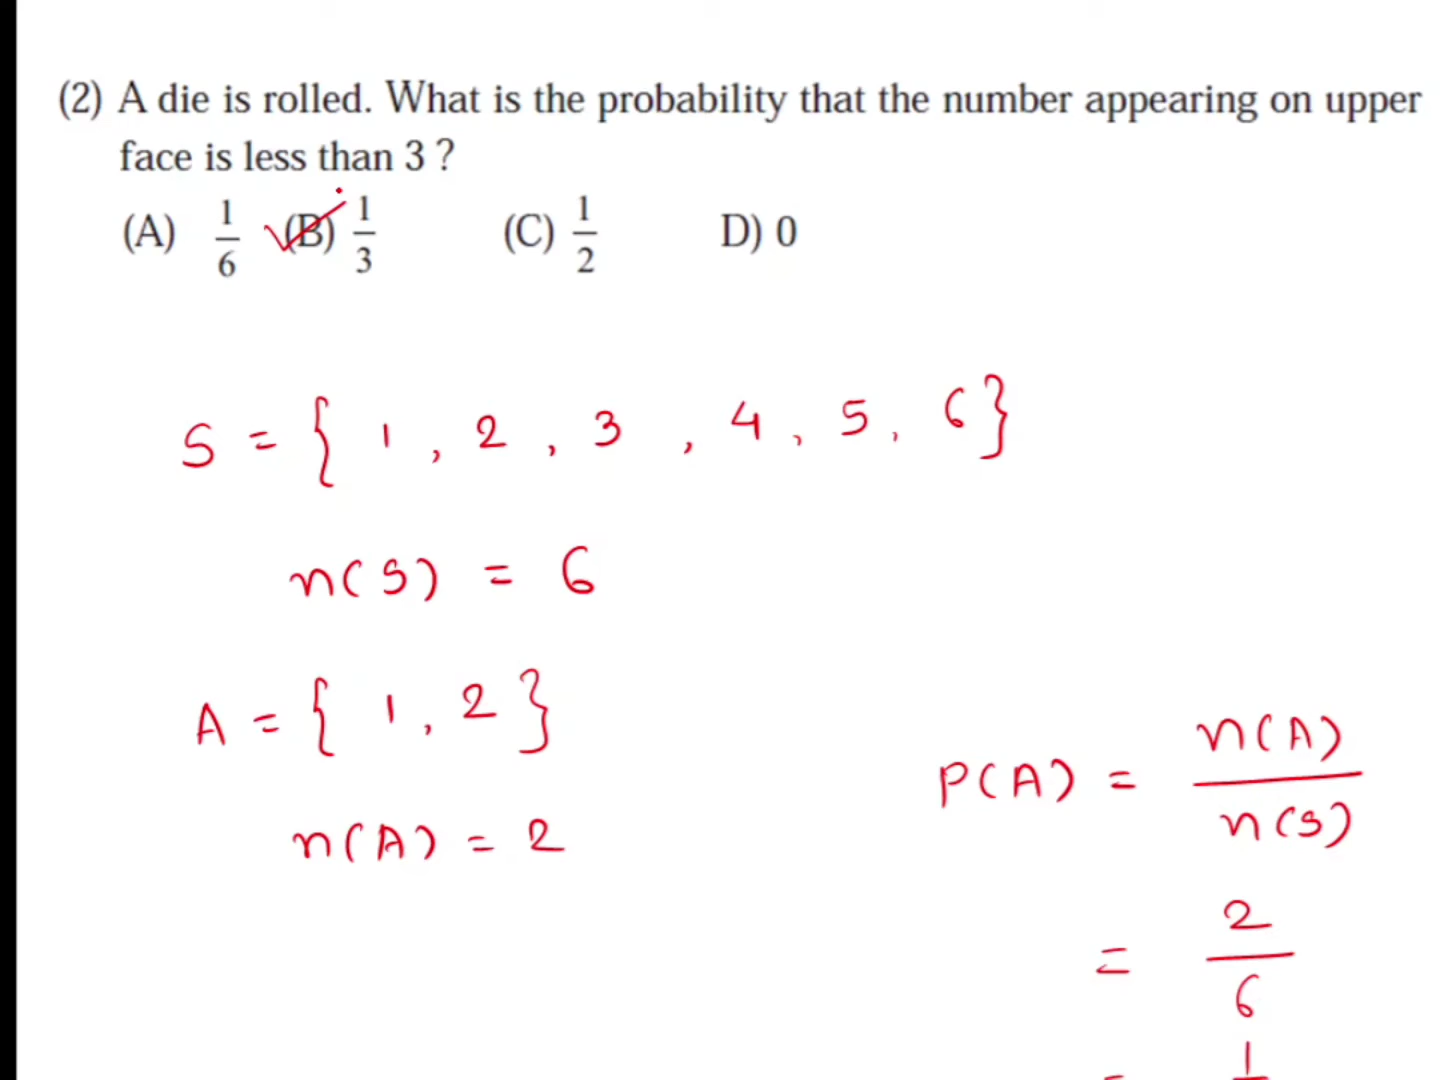 (2) A die is rolled. What is the probability that the number appearing on upper
face is less than 3 ?
(A) 1/6 (B) 1/3 (C) 1/2 D) 0
S = { 1 , 2 , 3 , 4 , 5 , 6 }
n(S) = 6
A = { 1 , 2 }
n(A) = 2
P(A) = n(A)/n(S)
= 2/6
= 1